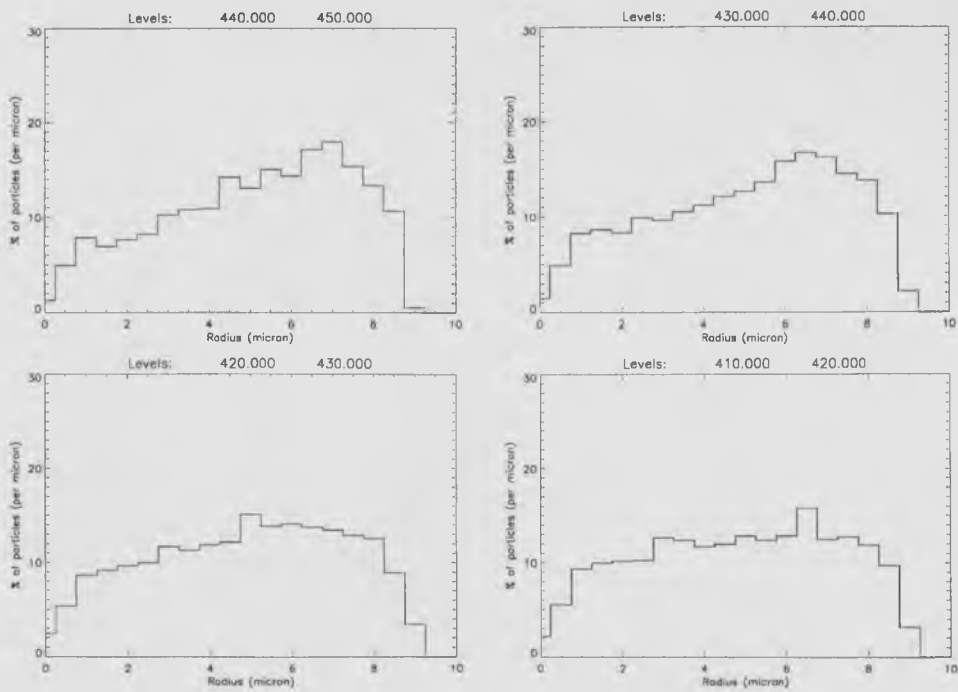 Levels: 440.000 450.000
30
20
10
0
% of particles (per micron)
0 2 4 6 8 10
Radius (micron)
Levels: 430.000 440.000
30
20
10
0
% of particles (per micron)
0 2 4 6 8 10
Radius (micron)
Levels: 420.000 430.000
30
20
10
0
% of particles (per micron)
0 2 4 6 8 10
Radius (micron)
Levels: 410.000 420.000
30
20
10
0
% of particles (per micron)
0 2 4 6 8 10
Radius (micron)